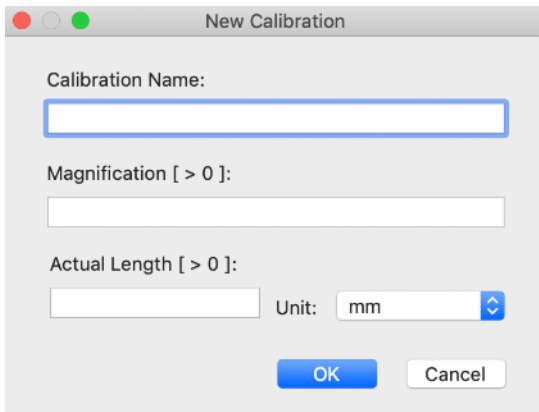 New Calibration
Calibration Name:
Magnification [ > 0 ]:
Actual Length [ > 0 ]:
Unit: mm
OK Cancel